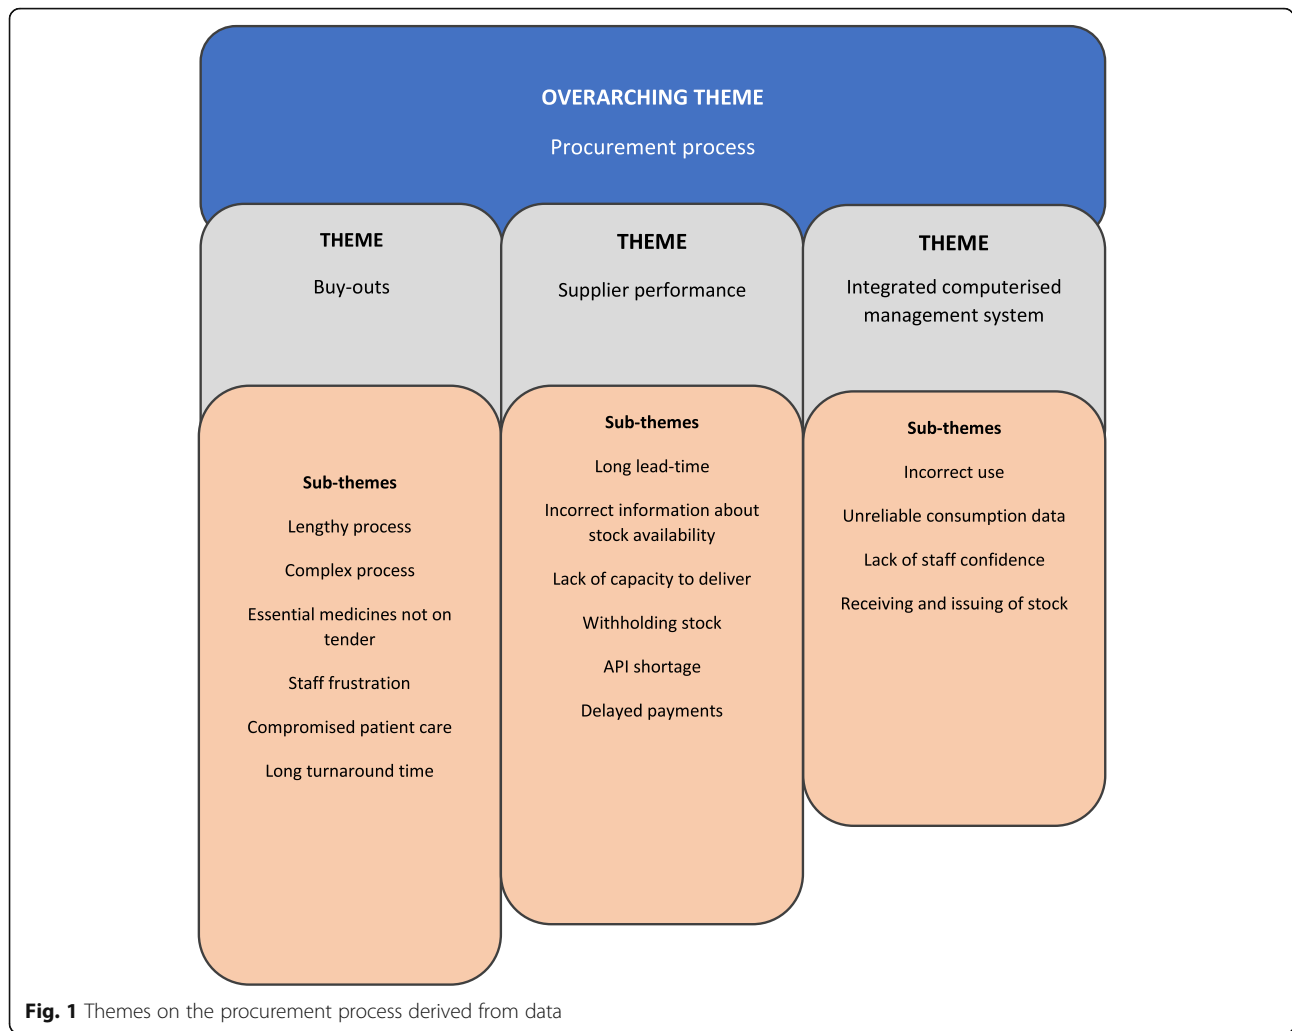 OVERARCHING THEME
Procurement process
THEME
Buy-outs
Sub-themes
Lengthy process
Complex process
Essential medicines not on
tender
Staff frustration
Compromised patient care
Long turnaround time
THEME
Supplier performance
Sub-themes
Long lead-time
Incorrect information about
stock availability
Lack of capacity to deliver
Withholding stock
API shortage
Delayed payments
THEME
Integrated computerised
management system
Sub-themes
Incorrect use
Unreliable consumption data
Lack of staff confidence
Receiving and issuing of stock
Fig. 1 Themes on the procurement process derived from data